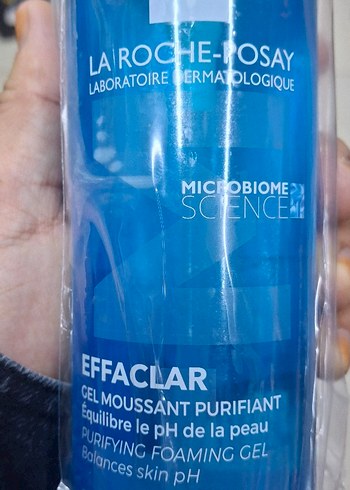 LA ROCHE-POSAY
LABORATOIRE DERMATOLOGIQUE
MICROBIOME
SCIENCE
EFFACLAR
GEL MOUSSANT PURIFIANT
Équilibre le pH de la peau
PURIFYING FOAMING GEL
Balances skin pH